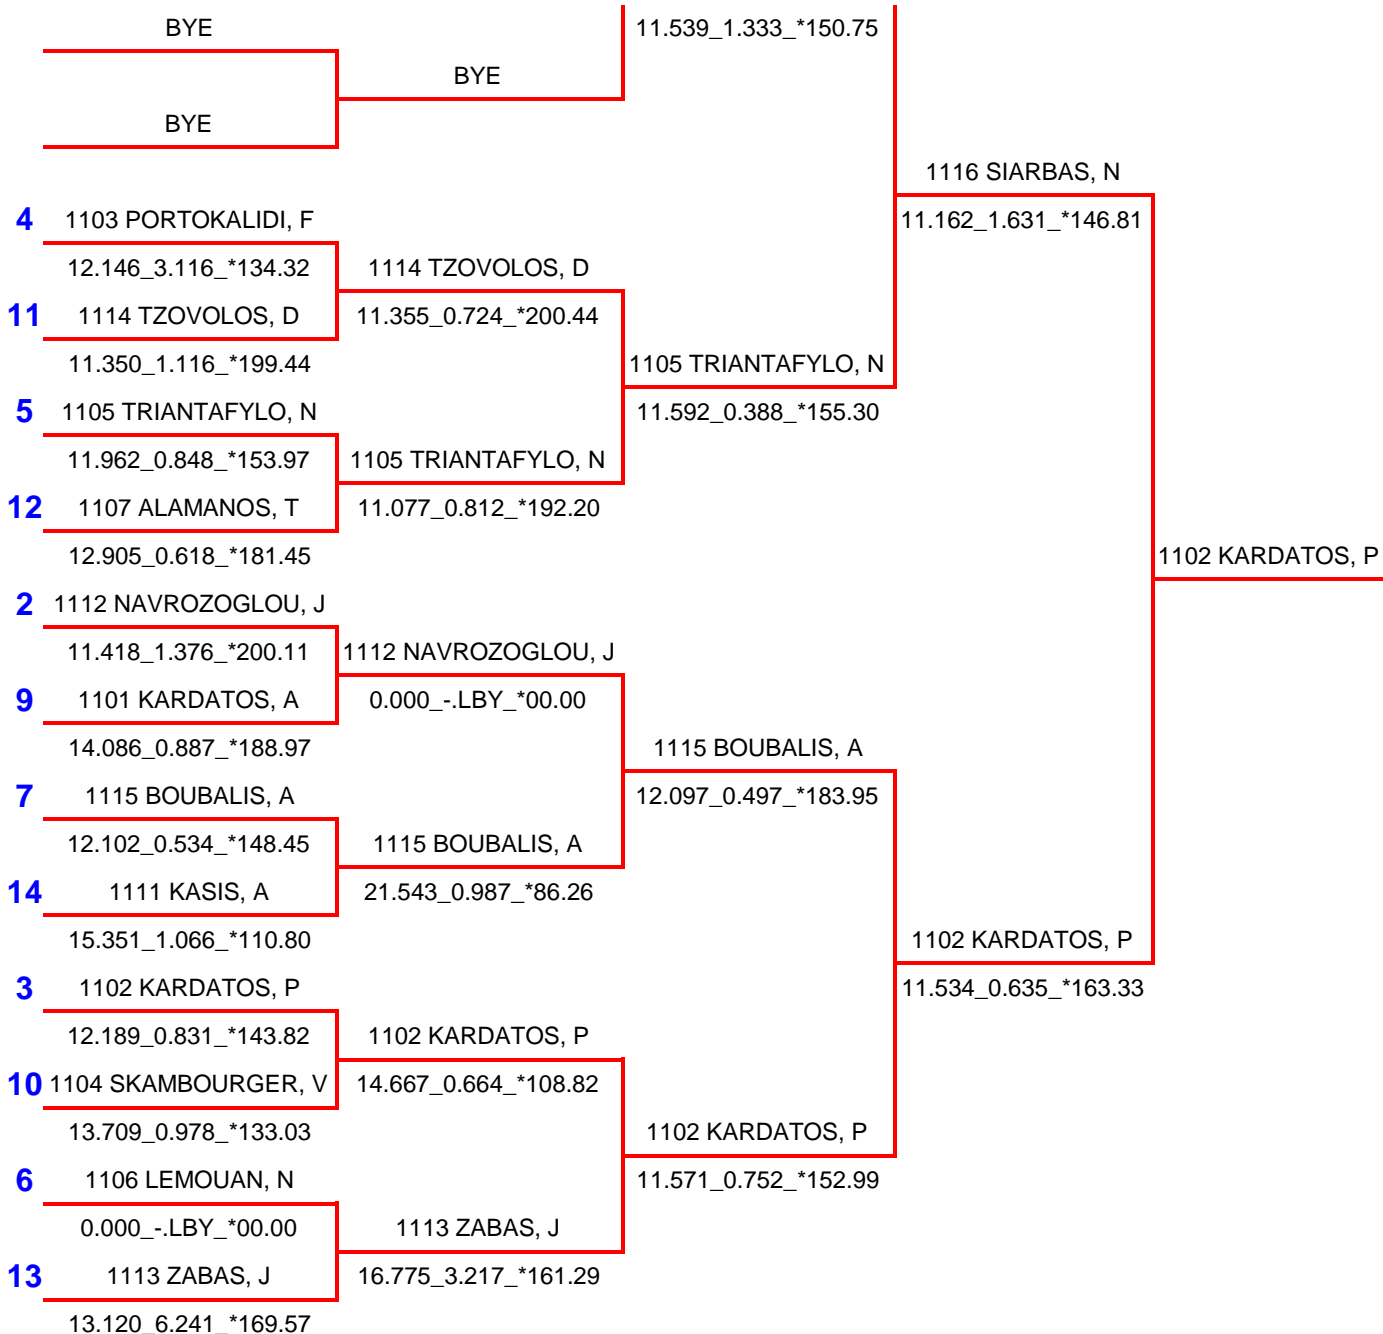 BYE
11.539_1.333_*150.75
BYE
BYE
1116 SIARBAS, N
4 1103 PORTOKALIDI, F
11.162_1.631_*146.81
12.146_3.116_*134.32
1114 TZOVOLOS, D
11 1114 TZOVOLOS, D
11.355_0.724_*200.44
11.350_1.116_*199.44
1105 TRIANTAFYLO, N
5 1105 TRIANTAFYLO, N
11.592_0.388_*155.30
11.962_0.848_*153.97
1105 TRIANTAFYLO, N
12 1107 ALAMANOS, T
11.077_0.812_*192.20
12.905_0.618_*181.45
1102 KARDATOS, P
2 1112 NAVROZOGLOU, J
11.418_1.376_*200.11
1112 NAVROZOGLOU, J
9 1101 KARDATOS, A
0.000_-.LBY_*00.00
14.086_0.887_*188.97
1115 BOUBALIS, A
7 1115 BOUBALIS, A
12.097_0.497_*183.95
12.102_0.534_*148.45
1115 BOUBALIS, A
14 1111 KASIS, A
21.543_0.987_*86.26
15.351_1.066_*110.80
1102 KARDATOS, P
3 1102 KARDATOS, P
11.534_0.635_*163.33
12.189_0.831_*143.82
1102 KARDATOS, P
10 1104 SKAMBOURGER, V
14.667_0.664_*108.82
13.709_0.978_*133.03
1102 KARDATOS, P
6 1106 LEMOUAN, N
11.571_0.752_*152.99
0.000_-.LBY_*00.00
1113 ZABAS, J
13 1113 ZABAS, J
16.775_3.217_*161.29
13.120_6.241_*169.57